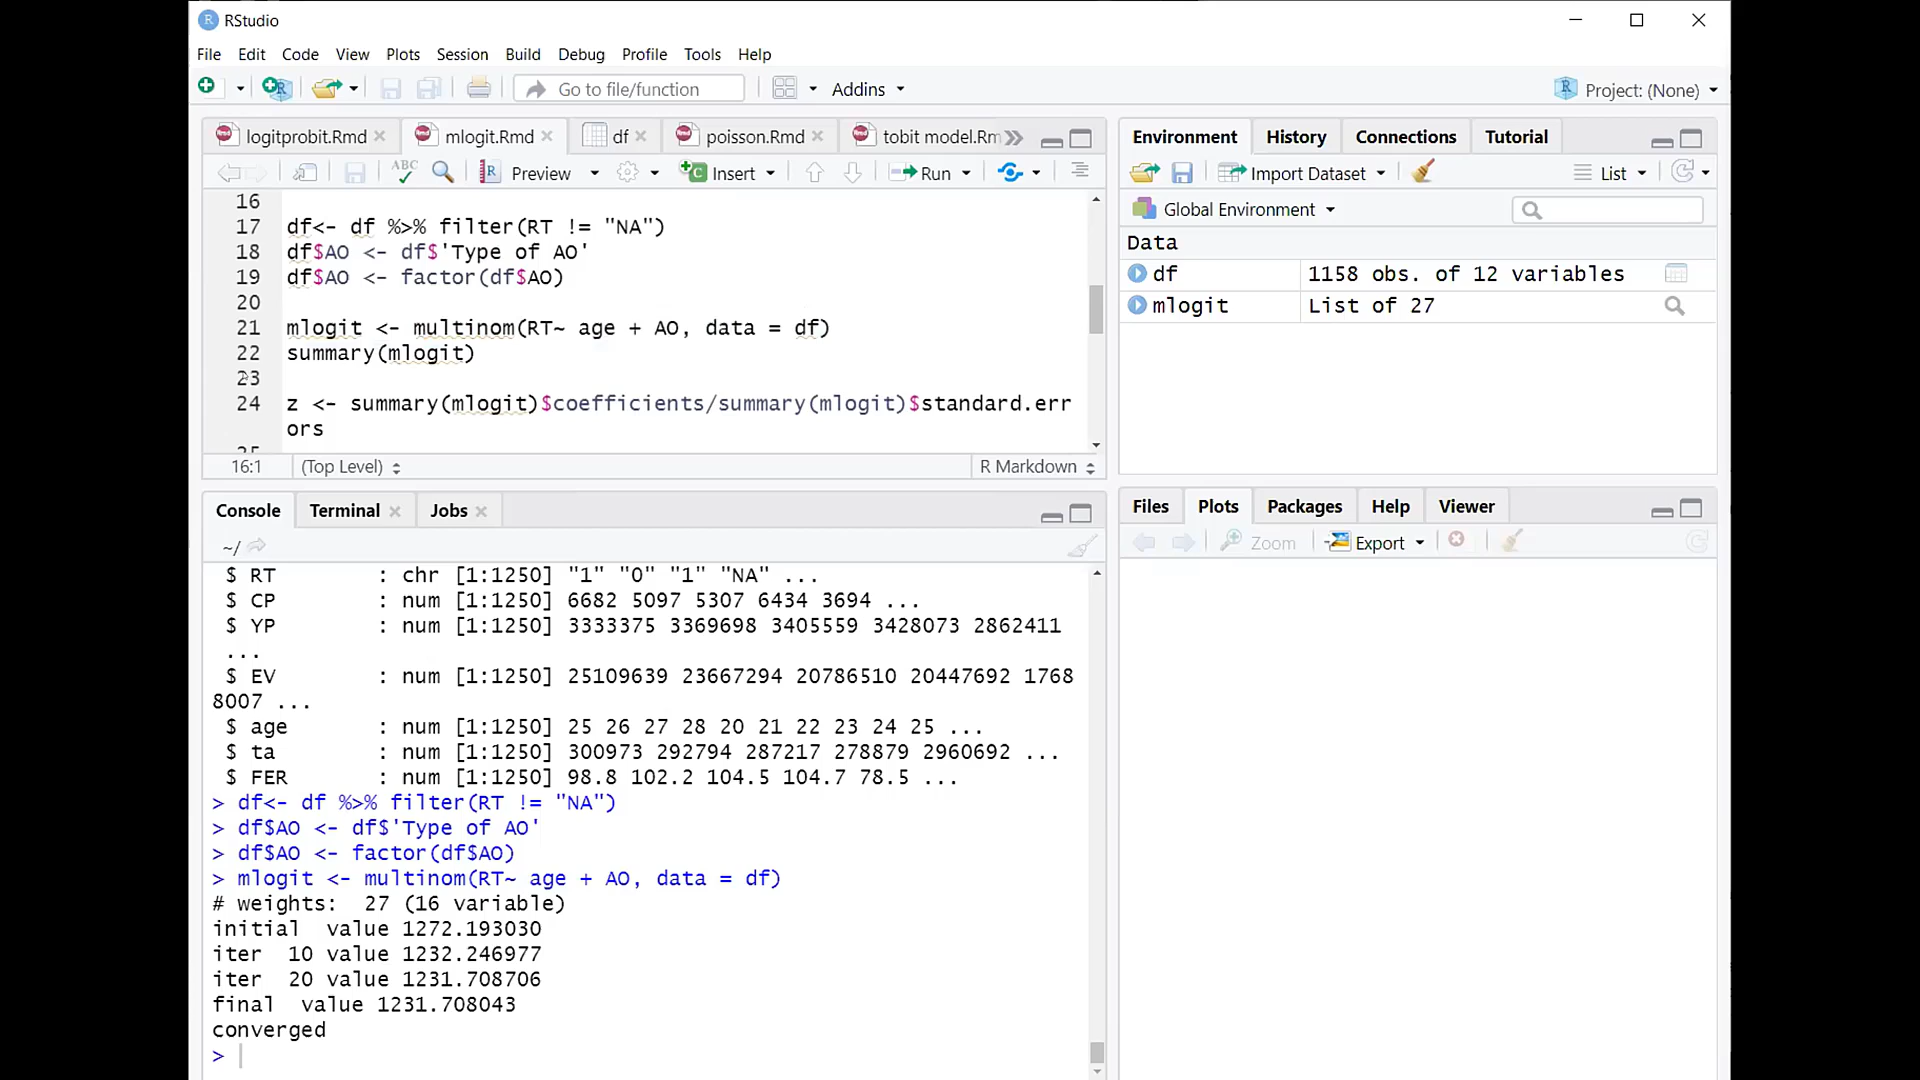 RStudio
File Edit Code View Plots Session Build Debug Profile Tools Help
Go to file/function Addins Project: (None)
logitprobit.Rmd mlogit.Rmd df poisson.Rmd tobit model.Rm
ABC Preview Insert Run
16
17 df<- df %>% filter(RT != "NA")
18 df$AO <- df$'Type of AO'
19 df$AO <- factor(df$AO)
20
21 mlogit <- multinom(RT~ age + AO, data = df)
22 summary(mlogit)
23
24 z <- summary(mlogit)$coefficients/summary(mlogit)$standard.err
ors
16:1 (Top Level) R Markdown
Console Terminal Jobs
~/
$ RT : chr [1:1250] "1" "0" "1" "NA" ...
$ CP : num [1:1250] 6682 5097 5307 6434 3694 ...
$ YP : num [1:1250] 3333375 3369698 3405559 3428073 2862411
...
$ EV : num [1:1250] 25109639 23667294 20786510 20447692 1768
8007 ...
$ age : num [1:1250] 25 26 27 28 20 21 22 23 24 25 ...
$ ta : num [1:1250] 300973 292794 287217 278879 2960692 ...
$ FER : num [1:1250] 98.8 102.2 104.5 104.7 78.5 ...
> df<- df %>% filter(RT != "NA")
> df$AO <- df$'Type of AO'
> df$AO <- factor(df$AO)
> mlogit <- multinom(RT~ age + AO, data = df)
# weights: 27 (16 variable)
initial value 1272.193030
iter 10 value 1232.246977
iter 20 value 1231.708706
final value 1231.708043
converged
>
Environment History Connections Tutorial
Import Dataset List
Global Environment
Data
df 1158 obs. of 12 variables
mlogit List of 27
Files Plots Packages Help Viewer
Zoom Export